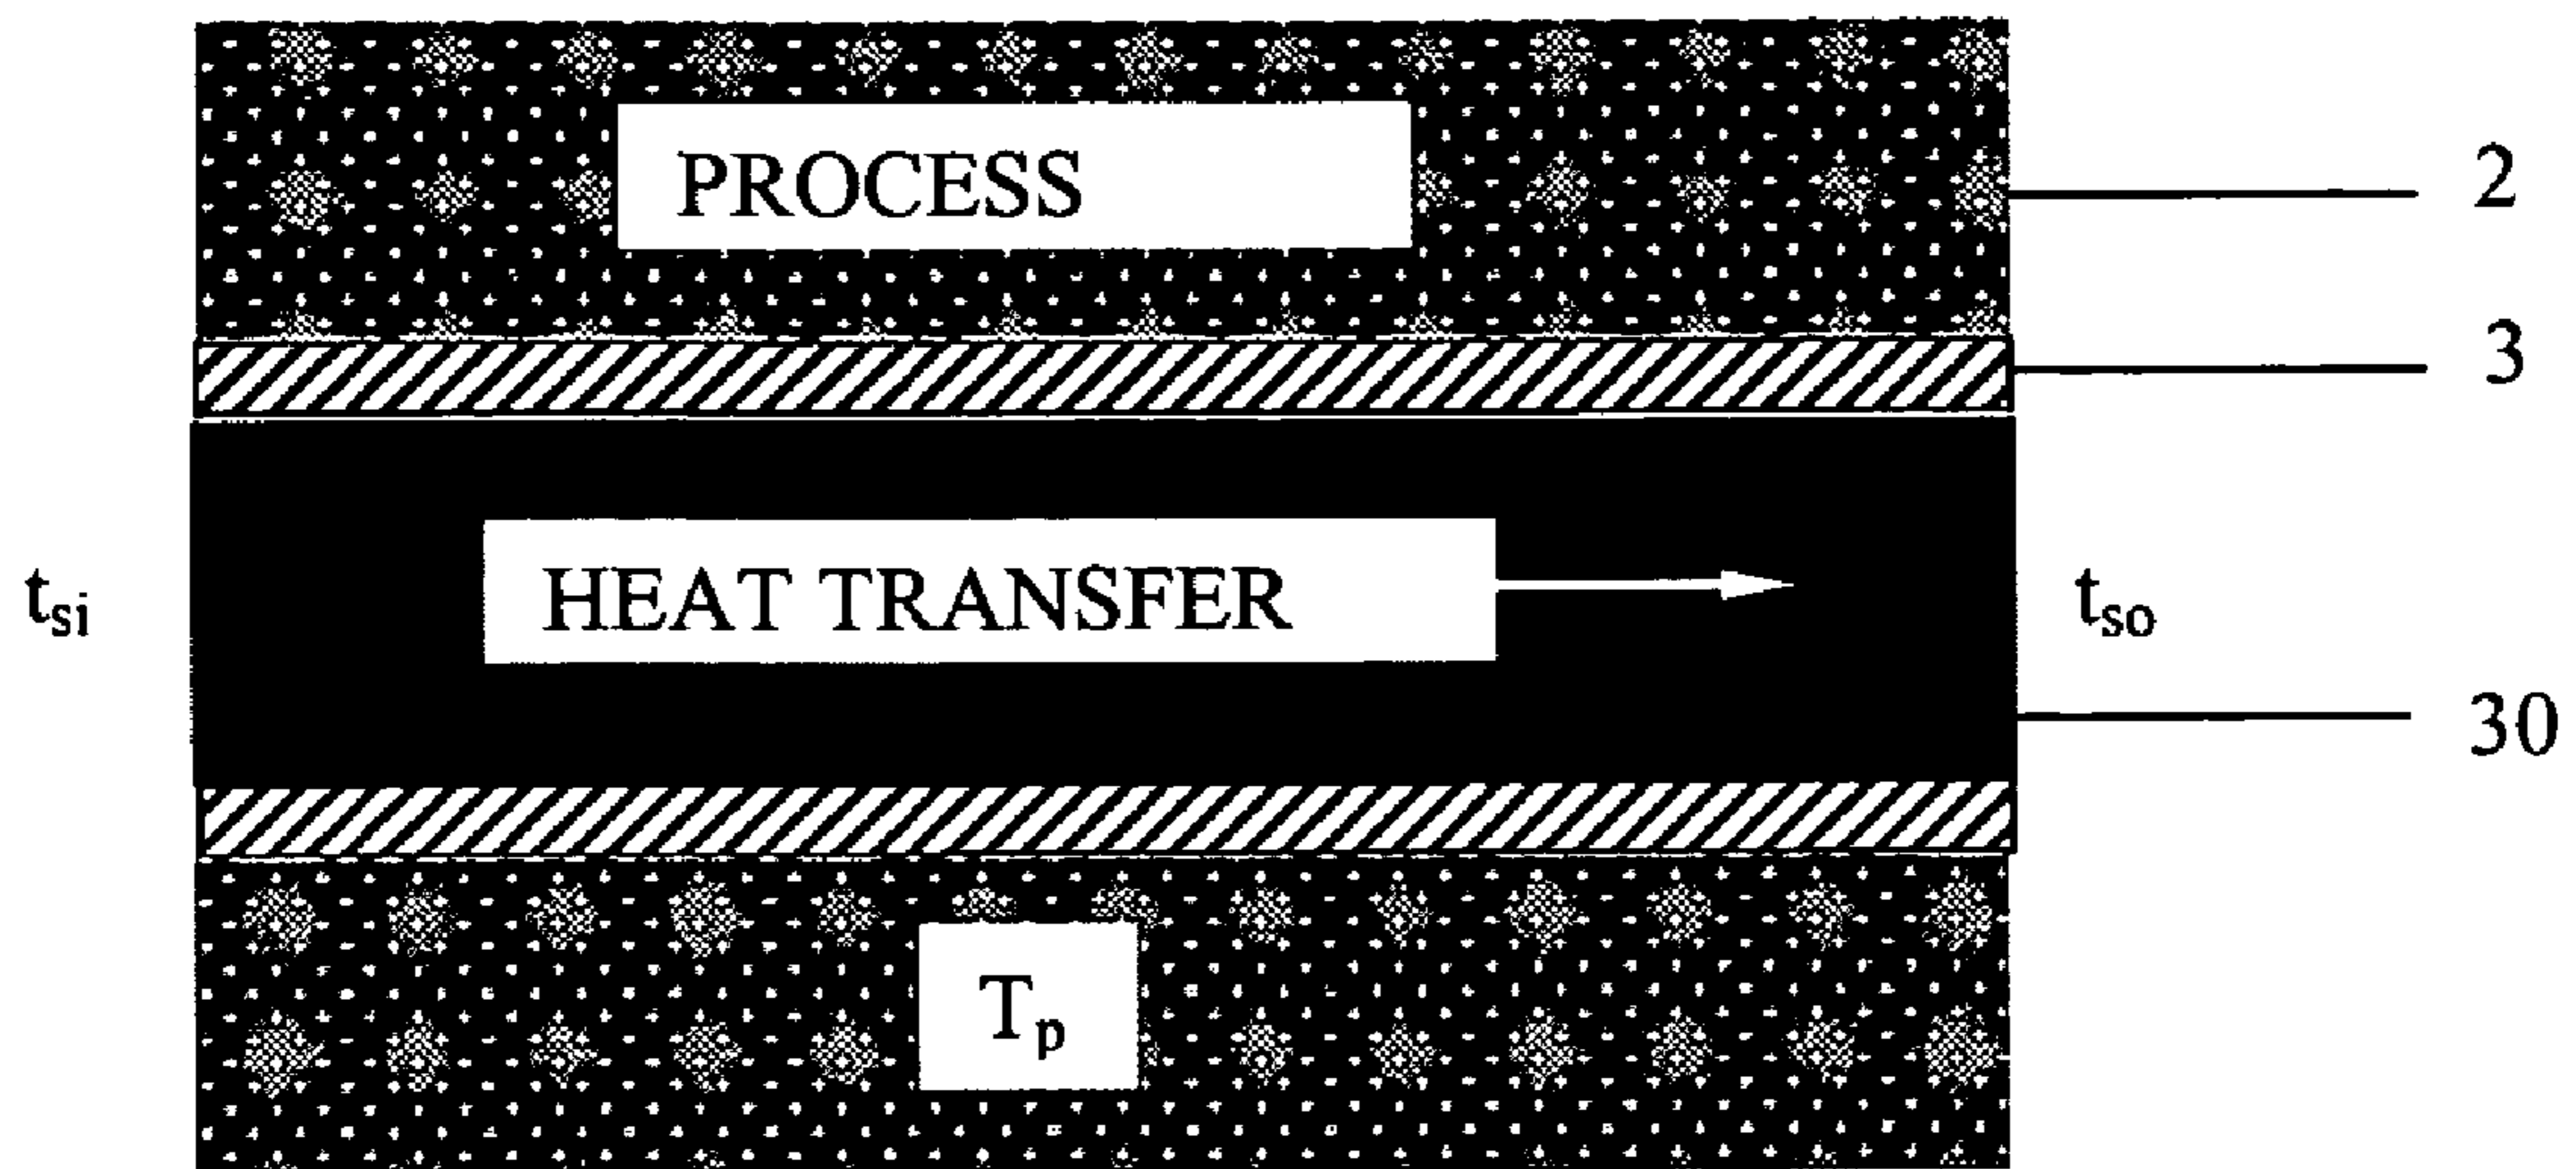 PROCESS
2
3
t_si
HEAT TRANSFER
t_so
30
T_p